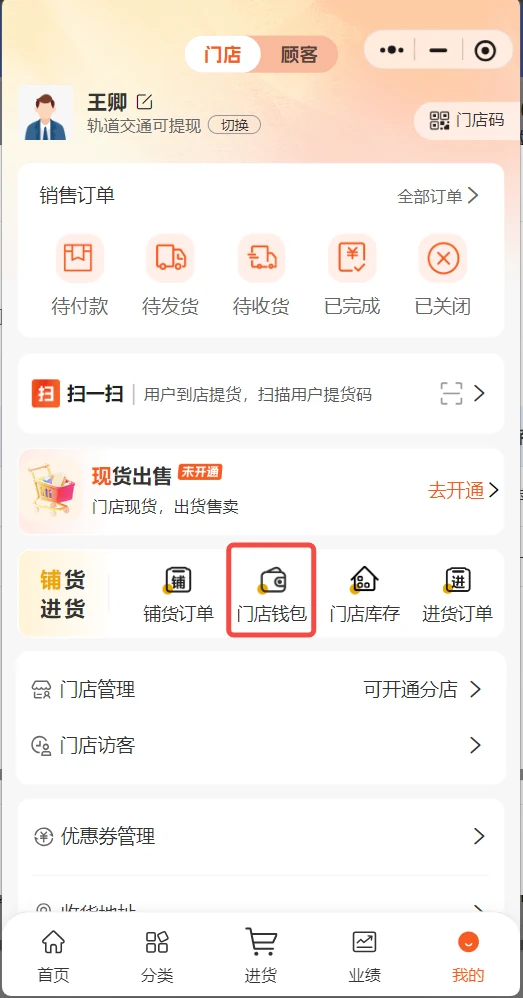 门店 顾客
王卿
轨道交通可提现 切换
门店码
销售订单 全部订单
待付款 待发货 待收货 已完成 已关闭
扫 扫一扫 用户到店提货，扫描用户提货码
现货出售 未开通
门店现货，出货售卖
去开通
铺货
进货
铺 进
铺货订单 门店钱包 门店库存 进货订单
门店管理 可开通分店
门店访客
优惠券管理
收货地址
首页 分类 进货 业绩 我的